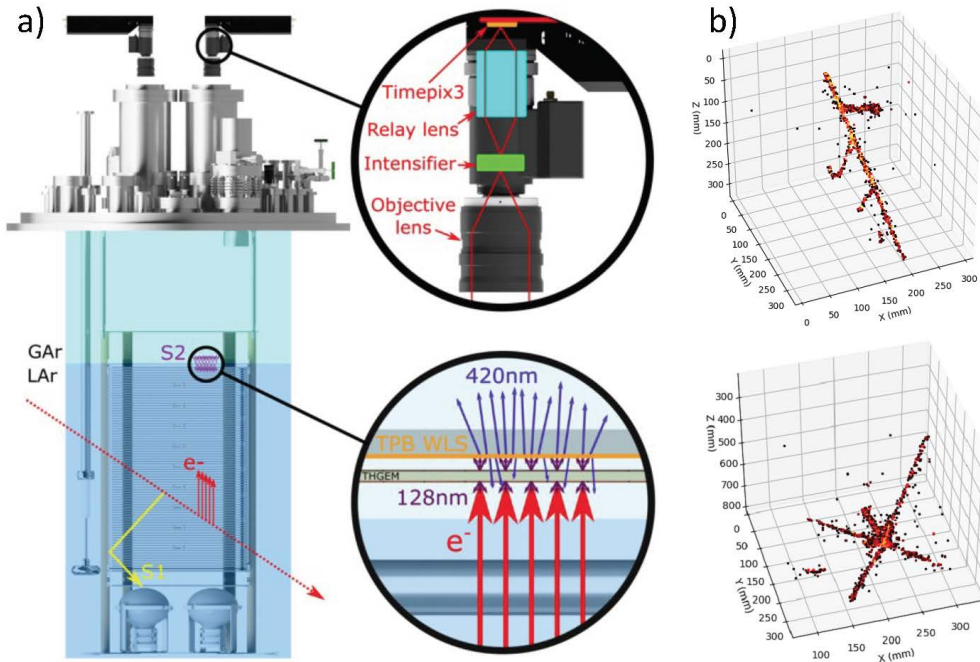 a)
Timepix3
Relay lens
Intensifier
Objective
lens
GAr
LAr
S2
e-
S1
420nm
TPB WLS
THGEM
128nm
e-
b)
0
50
100
150
200
250
300
Z (mm)
0
50
100
150
200
250
300
Y (mm)
0
50
100
150
200
250
300
X (mm)
300
400
500
600
700
800
Z (mm)
0
50
100
150
200
250
300
Y (mm)
100
150
200
250
300
X (mm)